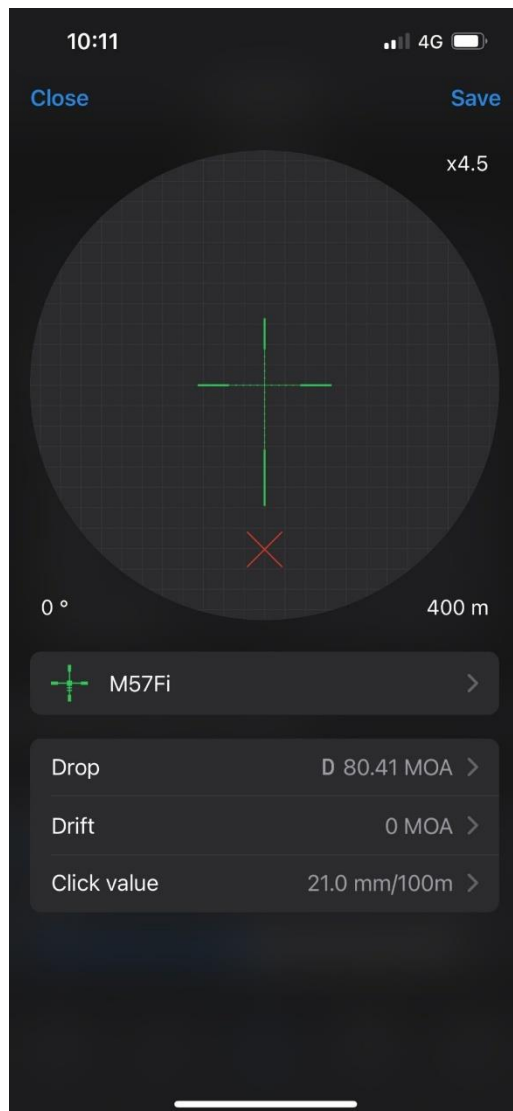 10:11 4G
Close Save
x4.5
0 ° 400 m
M57Fi
Drop D 80.41 MOA
Drift 0 MOA
Click value 21.0 mm/100m